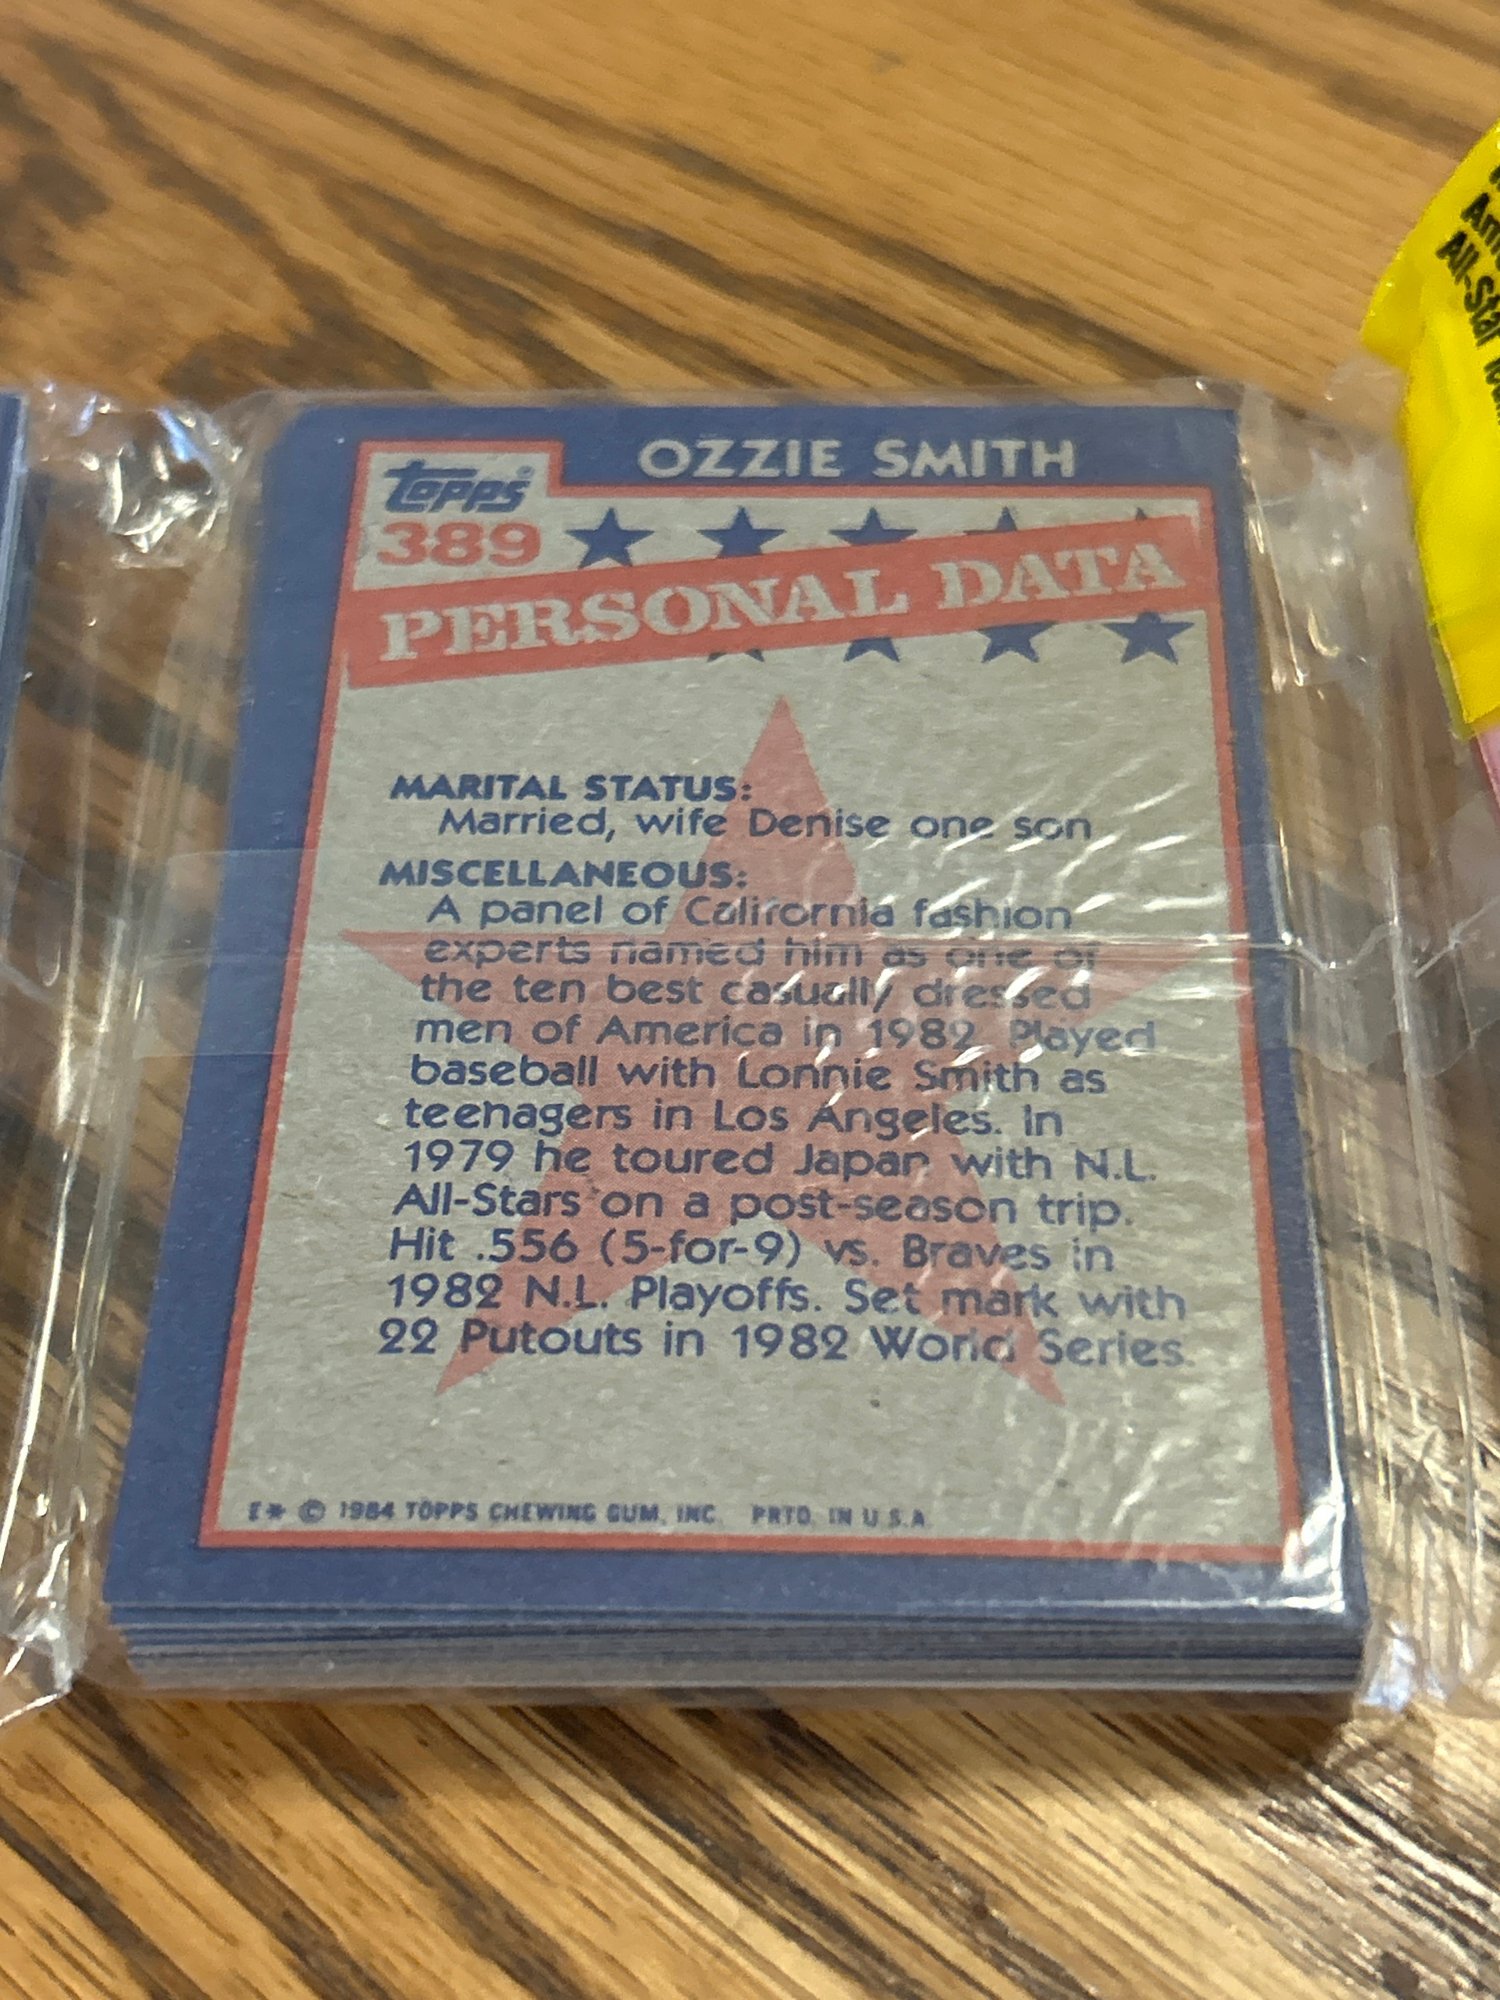 OZZIE SMITH
Topps®
389
PERSONAL DATA
MARITAL STATUS:
Married, wife Denise one son
MISCELLANEOUS:
A panel of California fashion
experts named him as one of
the ten best casually dressed
men of America in 1982. Played
baseball with Lonnie Smith as
teenagers in Los Angeles. In
1979 he toured Japan with N.L.
All-Stars on a post-season trip.
Hit .556 (5-for-9) vs. Braves in
1982 N.L. Playoffs. Set mark with
22 Putouts in 1982 World Series.
E* © 1984 TOPPS CHEWING GUM, INC. PRTD. IN U.S.A.
All-Star